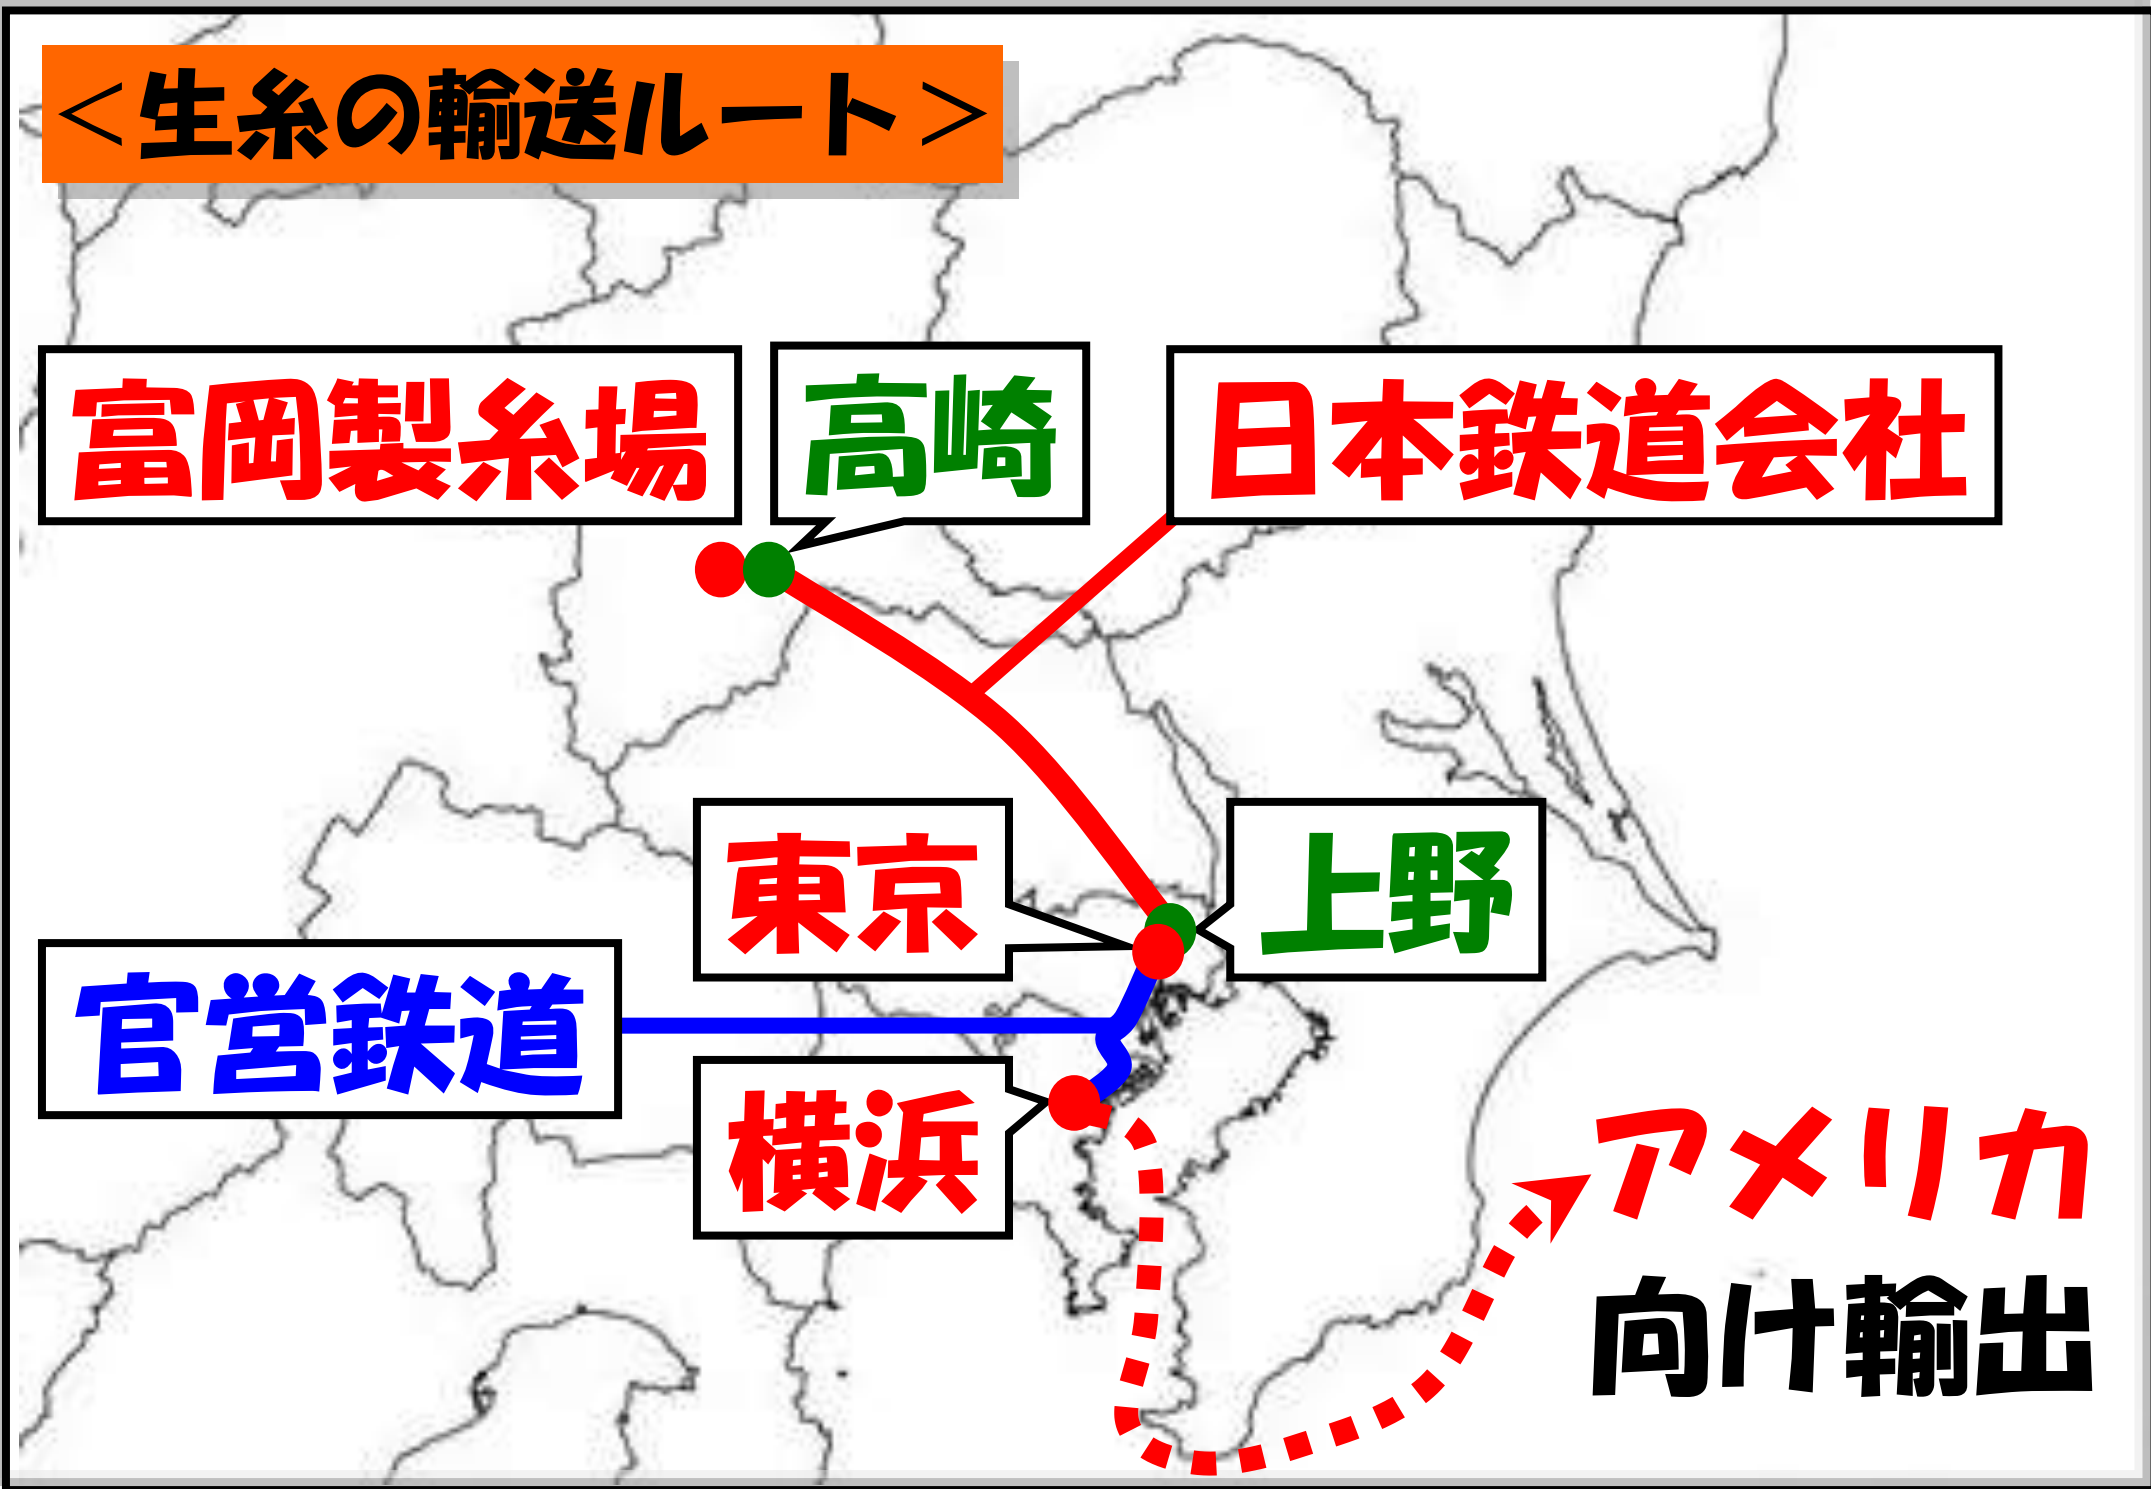 ＜生糸の輸送ルート＞
富岡製糸場
高崎
日本鉄道会社
東京
上野
官営鉄道
横浜
アメリカ
向け輸出